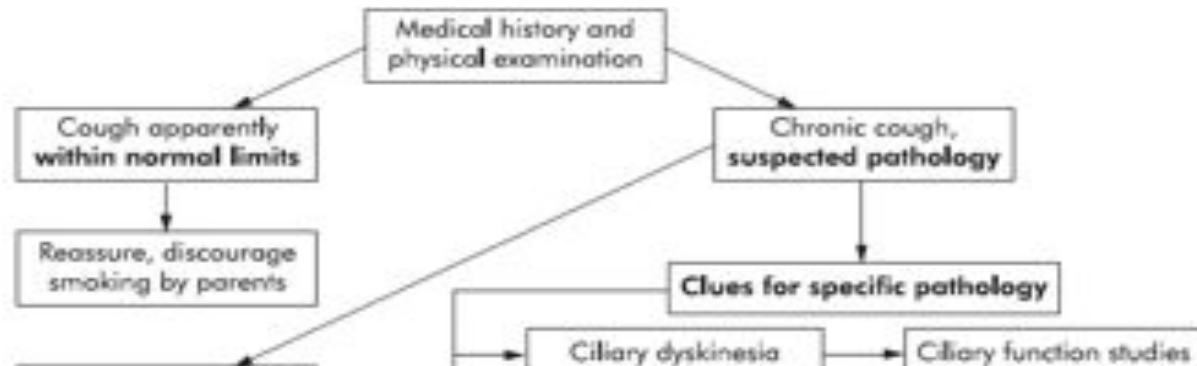 Medical history and
physical examination
Cough apparently
within normal limits
Chronic cough,
suspected pathology
Reassure, discourage
smoking by parents
Clues for specific pathology
Ciliary dyskinesia
Ciliary function studies